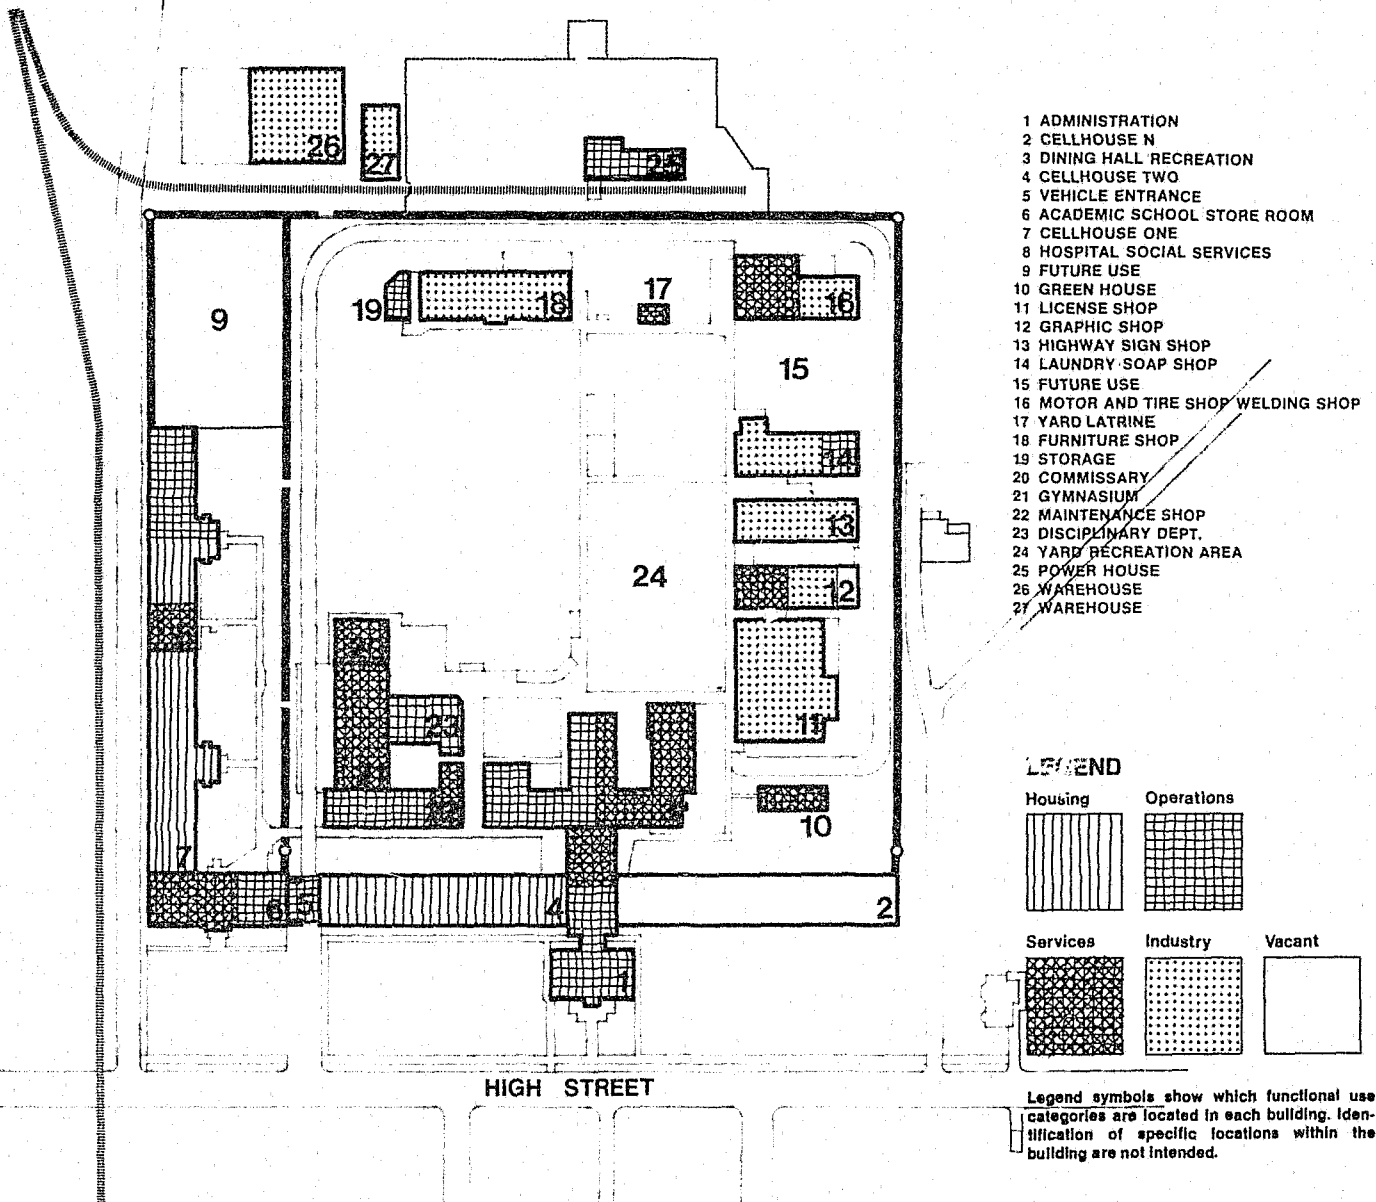 26
27
25
9
19
18
17
16
15
14
13
24
12
23
11
10
7
6
5
4
2
1
HIGH STREET
1 ADMINISTRATION
2 CELLHOUSE N
3 DINING HALL RECREATION
4 CELLHOUSE TWO
5 VEHICLE ENTRANCE
6 ACADEMIC SCHOOL STORE ROOM
7 CELLHOUSE ONE
8 HOSPITAL SOCIAL SERVICES
9 FUTURE USE
10 GREEN HOUSE
11 LICENSE SHOP
12 GRAPHIC SHOP
13 HIGHWAY SIGN SHOP
14 LAUNDRY SOAP SHOP
15 FUTURE USE
16 MOTOR AND TIRE SHOP WELDING SHOP
17 YARD LATRINE
18 FURNITURE SHOP
19 STORAGE
20 COMMISSARY
21 GYMNASIUM
22 MAINTENANCE SHOP
23 DISCIPLINARY DEPT.
24 YARD RECREATION AREA
25 POWER HOUSE
26 WAREHOUSE
27 WAREHOUSE
LEGEND
Housing Operations
Services Industry Vacant
Legend symbols show which functional use
categories are located in each building. Iden-
tification of specific locations within the
building are not intended.